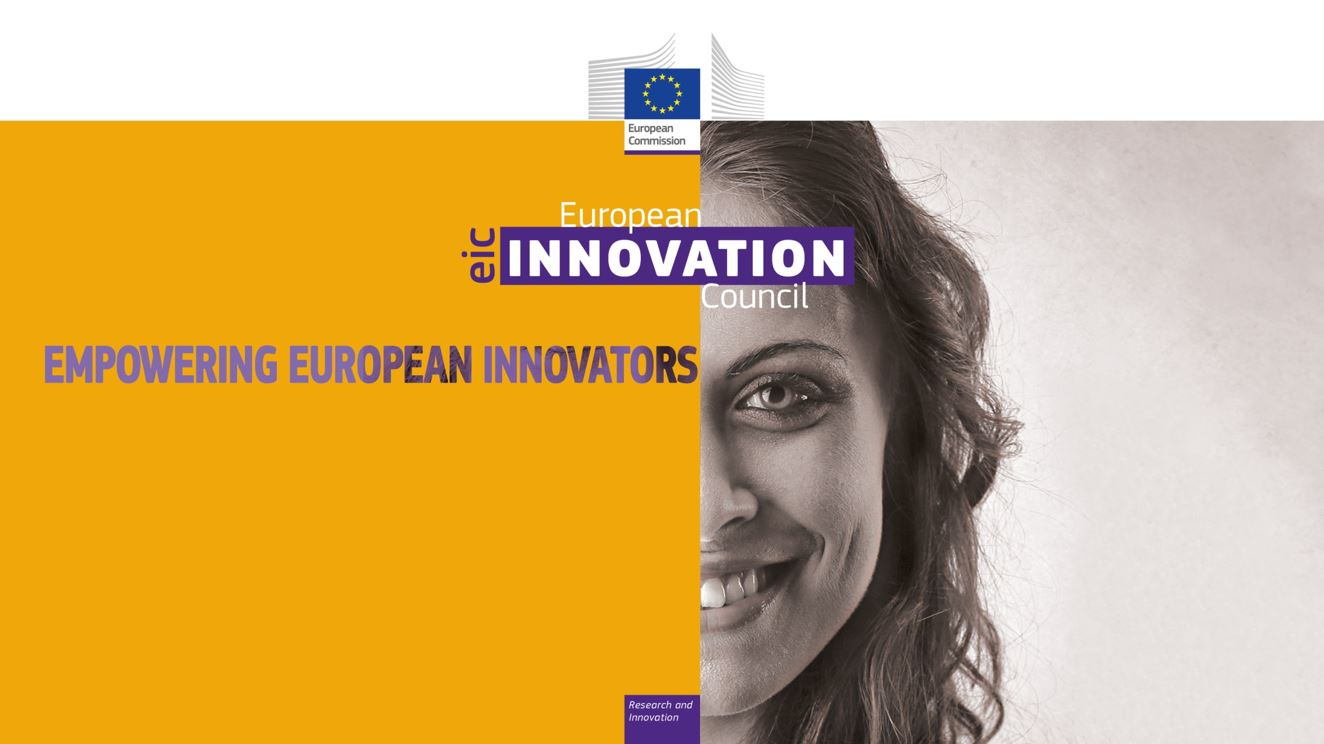 European
Commission
European
eic
INNOVATION
Council
EMPOWERING EUROPEAN INNOVATORS
Research and
Innovation